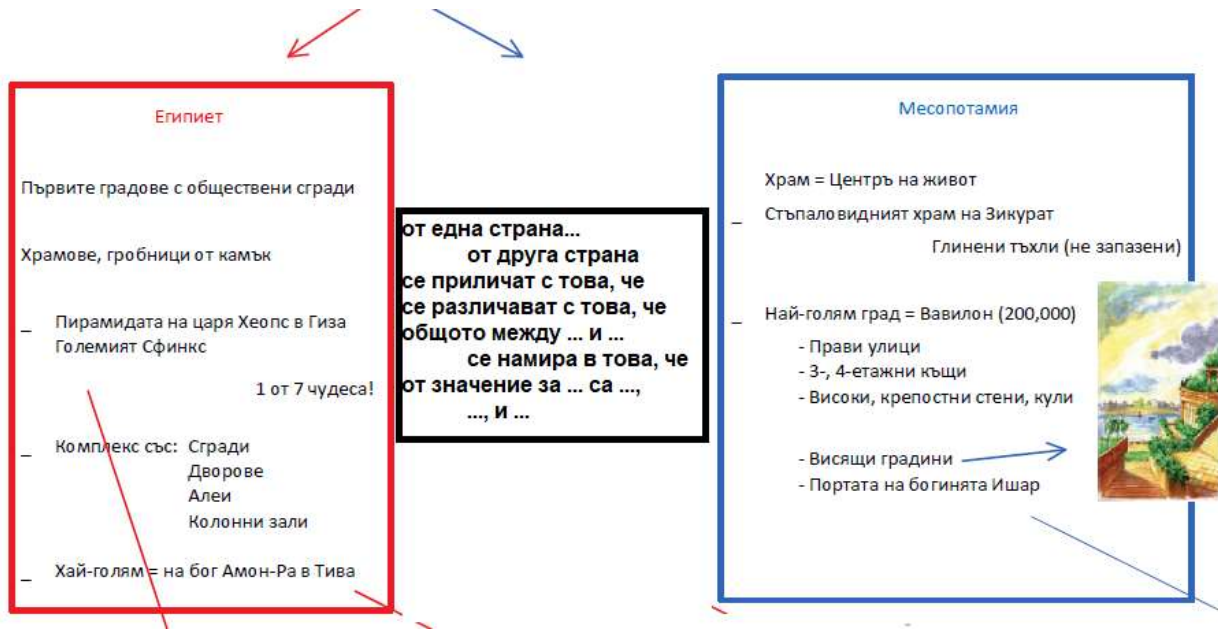 Египиет
Първите градове с обществени сгради
Храмове, гробници от камък
_ Пирамидата на царя Хеопс в Гиза
Големият Сфинкс
1 от 7 чудеса!
_ Комплекс със: Сгради
Дворове
Алеи
Колонни зали
_ Хай-голям = на бог Амон-Ра в Тива
от една страна...
от друга страна
се приличат с това, че
се различават с това, че
общото между ... и ...
се намира в това, че
от значение за ... са ...,
..., и ...
Месопотамия
Храм = Центръ на живот
_ Стъпаловидният храм на Зикурат
Глинени тъхли (не запазени)
_ Най-голям град = Вавилон (200,000)
- Прави улици
- 3-, 4-етажни къщи
- Високи, крепостни стени, кули
- Висящи градини
- Портата на богинята Ишар